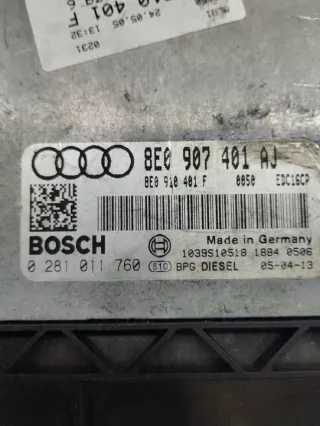 401 F
24.05.05 13:32
0231
8E0 907 401 AJ
8E0 910 401 F 0050 EDC16CP
BOSCH
Made in Germany
1039S10518 1884 0506
0 281 011 760 BPG DIESEL 05-04-13